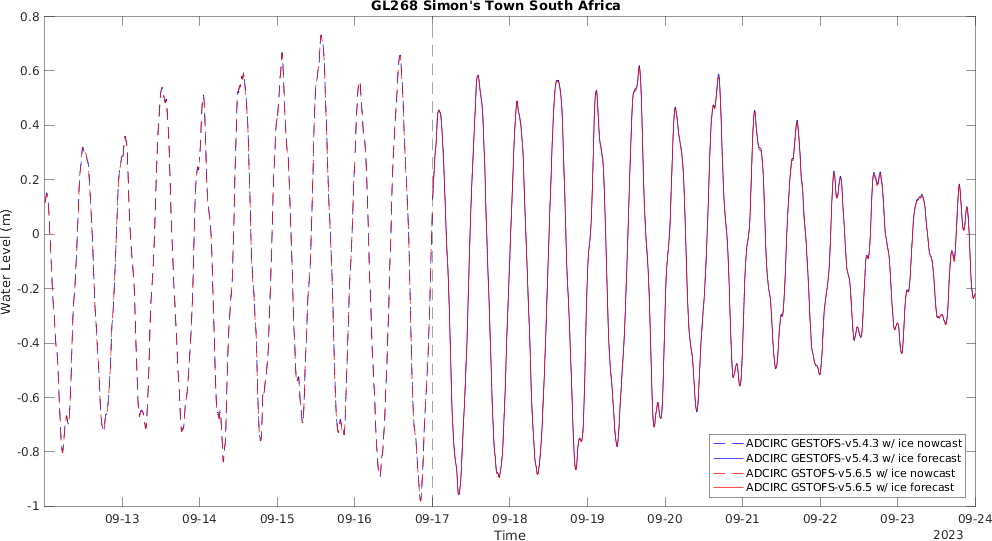 GL268 Simon's Town South Africa
0.8
0.6
0.4
0.2
0
-0.2
-0.4
-0.6
-0.8
-1
Water Level (m)
ADCIRC GESTOFS-v5.4.3 w/ ice nowcast
ADCIRC GESTOFS-v5.4.3 w/ ice forecast
ADCIRC GSTOFS-v5.6.5 w/ ice nowcast
ADCIRC GSTOFS-v5.6.5 w/ ice forecast
09-13 09-14 09-15 09-16 09-17 09-18 09-19 09-20 09-21 09-22 09-23 09-24
Time
2023